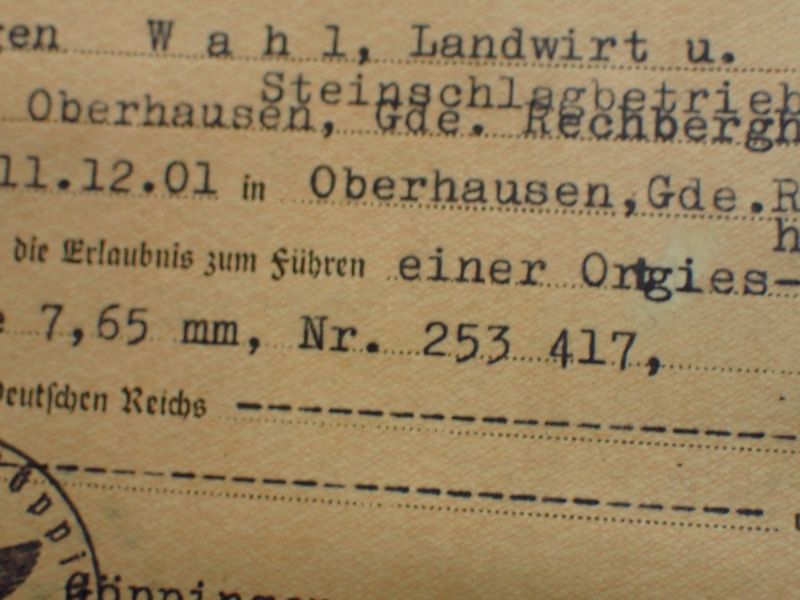 gen W a h l, Landwirt u.
Steinschlagbetrieb
Oberhausen, Gde. Rechbergh
11.12.01 in Oberhausen,Gde.R
h
die Erlaubnis zum Führen einer Ortgies-
e 7,65 mm, Nr. 253 417,
Deutschen Reichs
Göppingen